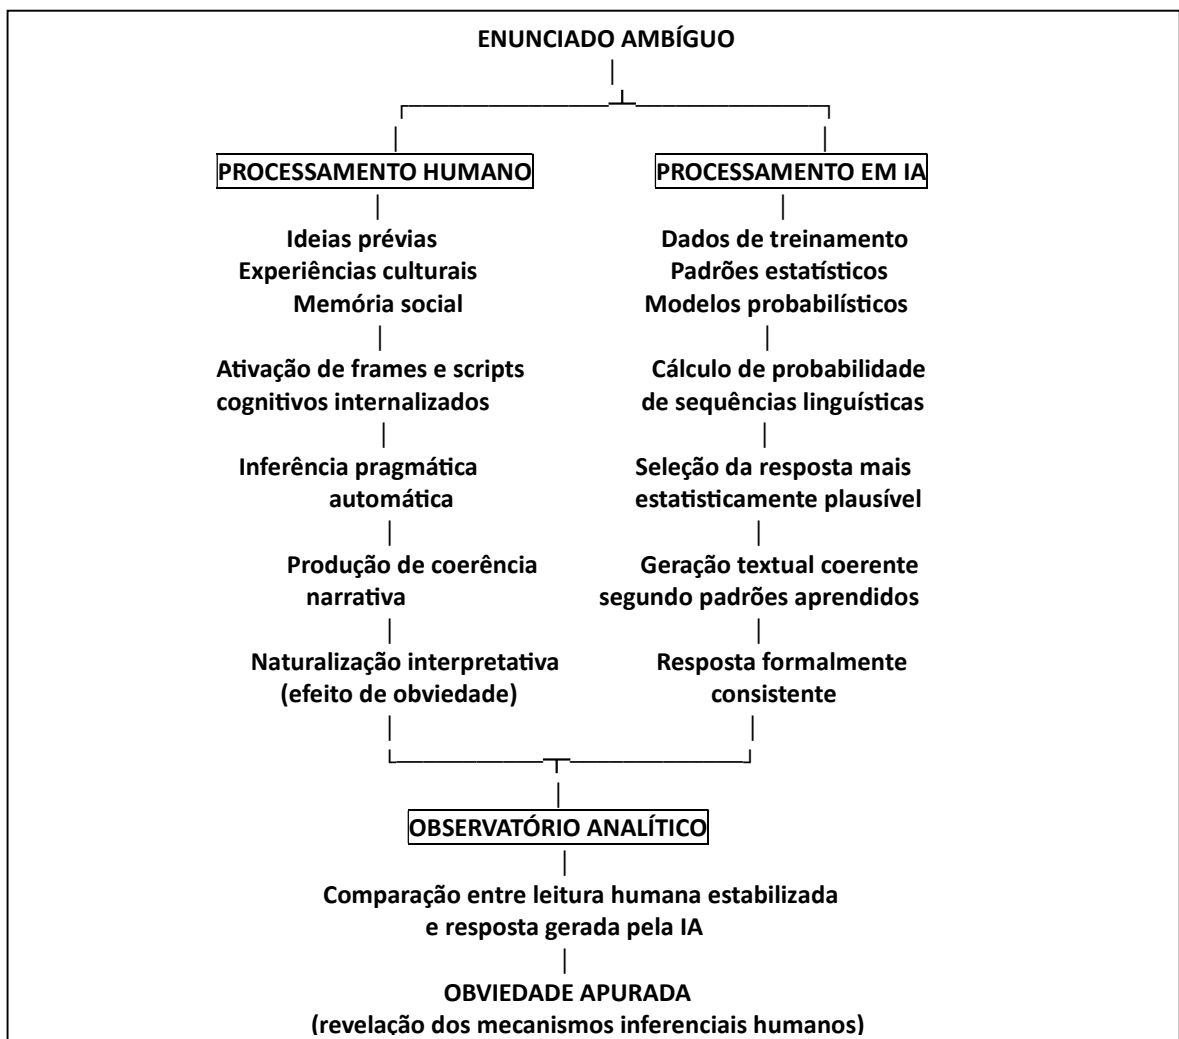 ENUNCIADO AMBÍGUO
PROCESSAMENTO HUMANO
Ideias prévias
Experiências culturais
Memória social
Ativação de frames e scripts
cognitivos internalizados
Inferência pragmática
automática
Produção de coerência
narrativa
Naturalização interpretativa
(efeito de obviedade)
PROCESSAMENTO EM IA
Dados de treinamento
Padrões estatísticos
Modelos probabilísticos
Cálculo de probabilidade
de sequências linguísticas
Seleção da resposta mais
estatisticamente plausível
Geração textual coerente
segundo padrões aprendidos
Resposta formalmente
consistente
OBSERVATÓRIO ANALÍTICO
Comparação entre leitura humana estabilizada
e resposta gerada pela IA
OBVIEDADE APURADA
(revelação dos mecanismos inferenciais humanos)